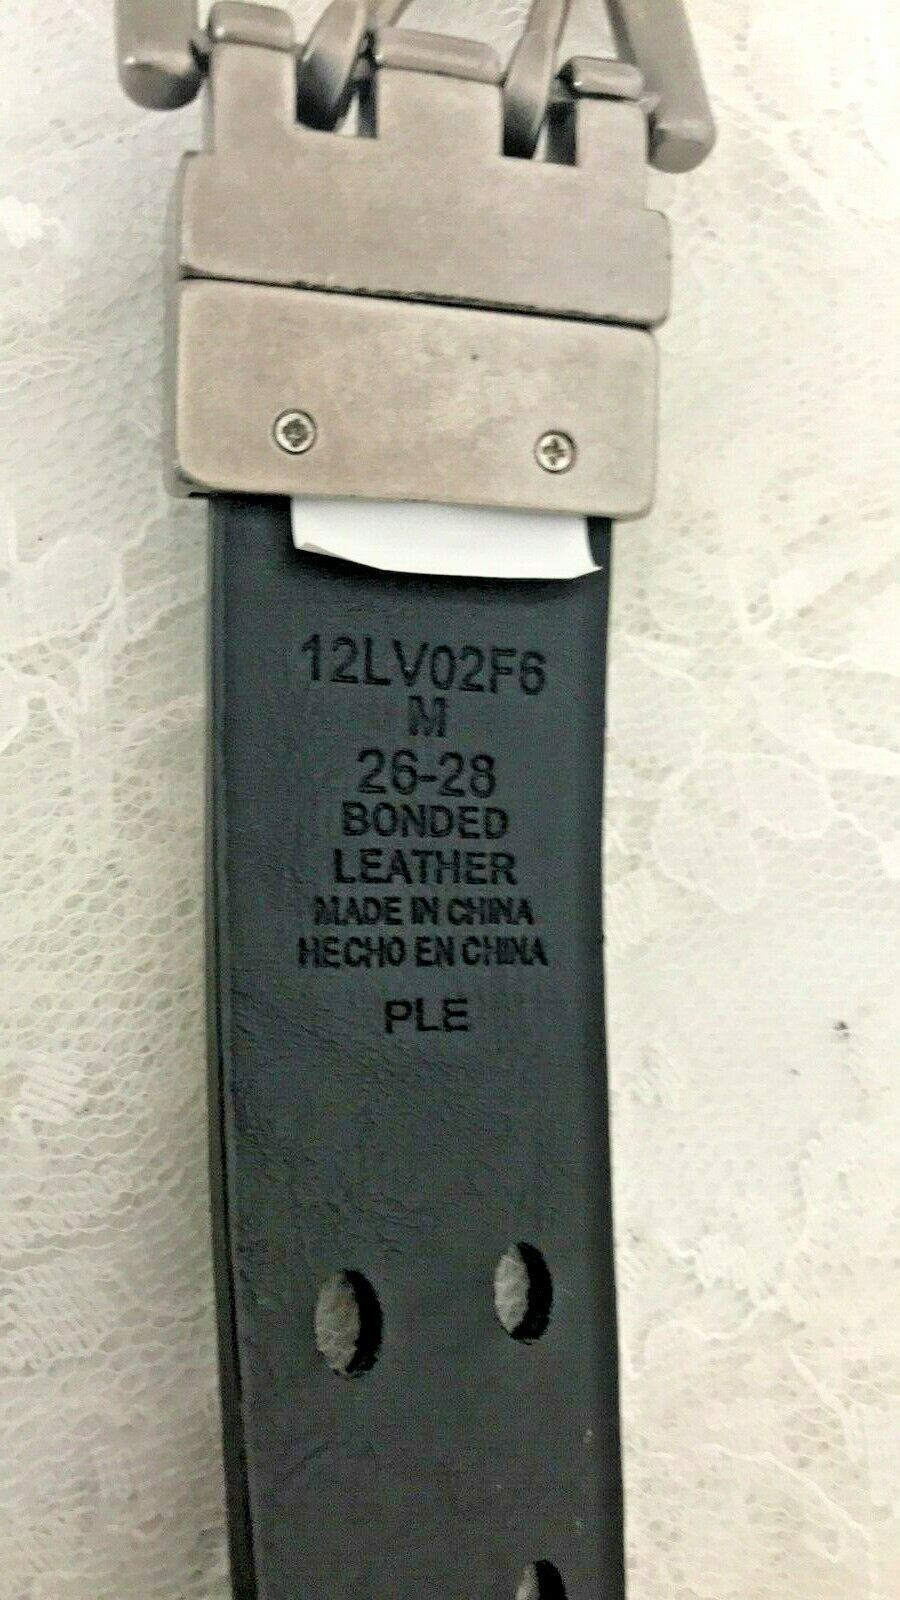 12LV02F6
M
26-28
BONDED
LEATHER
MADE IN CHINA
HECHO EN CHINA
PLE